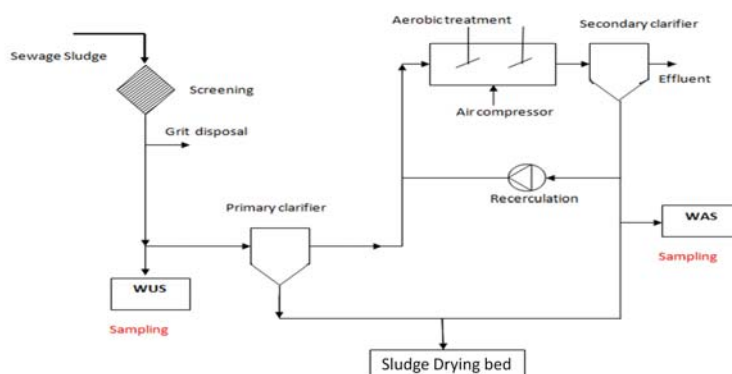 Aerobic treatment
Secondary clarifier
Sewage Sludge
Screening
Effluent
Air compressor
Grit disposal
Recerculation
Primary clarifier
WAS
Sampling
WUS
Sampling
Sludge Drying bed